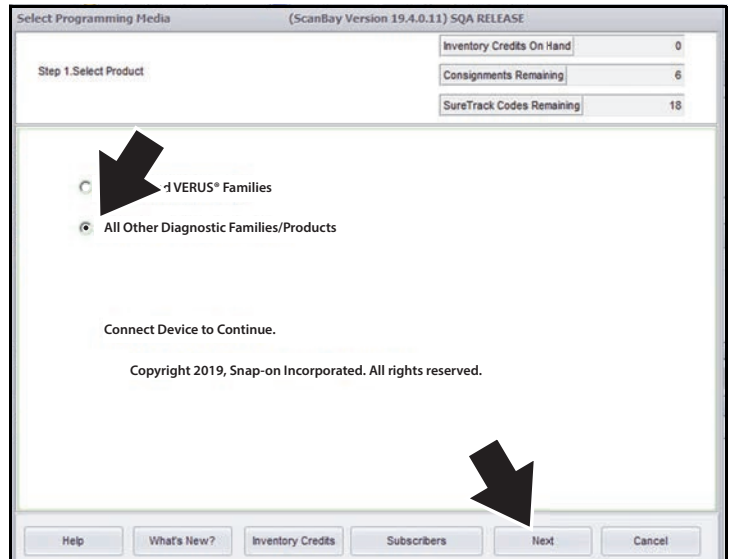 Select Programming Media (ScanBay Version 19.4.0.11) SQA RELEASE
Inventory Credits On Hand 0
Step 1.Select Product
Consignments Remaining 6
SureTrack Codes Remaining 18
VERUS® Families
All Other Diagnostic Families/Products
Connect Device to Continue.
Copyright 2019, Snap-on Incorporated. All rights reserved.
Help What's New? Inventory Credits Subscribers Next Cancel